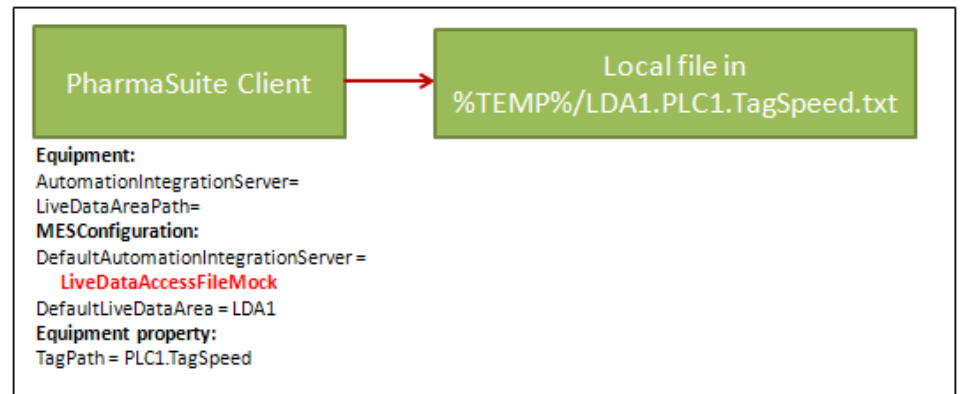 PharmaSuite Client
Local file in
%TEMP%/LDA1.PLC1.TagSpeed.txt
Equipment:
AutomationIntegrationServer=
LiveDataAreaPath=
MESConfiguration:
DefaultAutomationIntegrationServer =
LiveDataAccessFileMock
DefaultLiveDataArea = LDA1
Equipment property:
TagPath = PLC1.TagSpeed